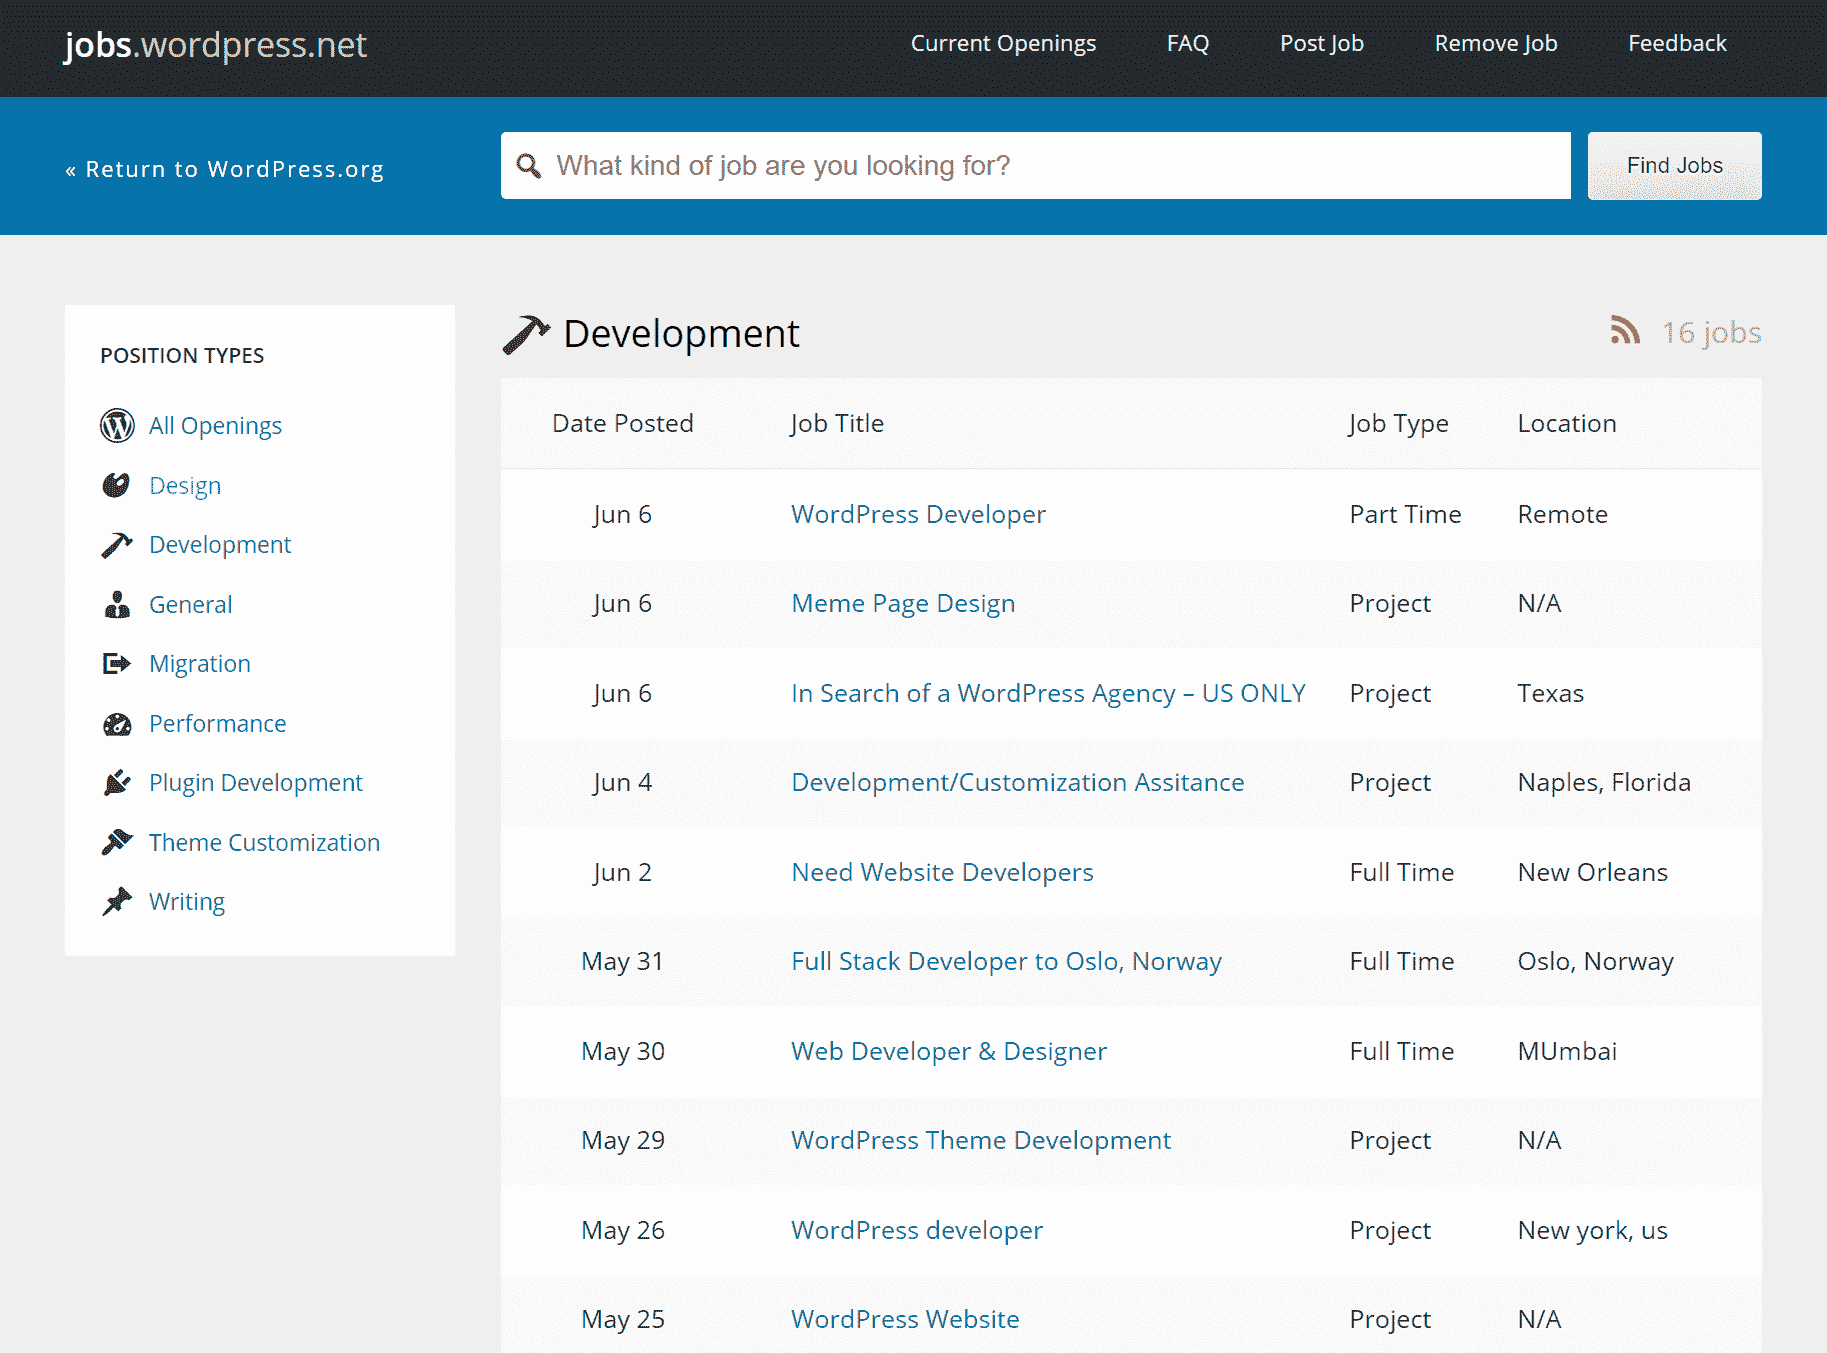 jobs.wordpress.net
Current Openings FAQ Post Job Remove Job Feedback
« Return to WordPress.org
What kind of job are you looking for?
Find Jobs
POSITION TYPES
All Openings
Design
Development
General
Migration
Performance
Plugin Development
Theme Customization
Writing
Development
16 jobs
Date Posted Job Title Job Type Location
Jun 6 WordPress Developer Part Time Remote
Jun 6 Meme Page Design Project N/A
Jun 6 In Search of a WordPress Agency – US ONLY Project Texas
Jun 4 Development/Customization Assitance Project Naples, Florida
Jun 2 Need Website Developers Full Time New Orleans
May 31 Full Stack Developer to Oslo, Norway Full Time Oslo, Norway
May 30 Web Developer & Designer Full Time MUmbai
May 29 WordPress Theme Development Project N/A
May 26 WordPress developer Project New york, us
May 25 WordPress Website Project N/A